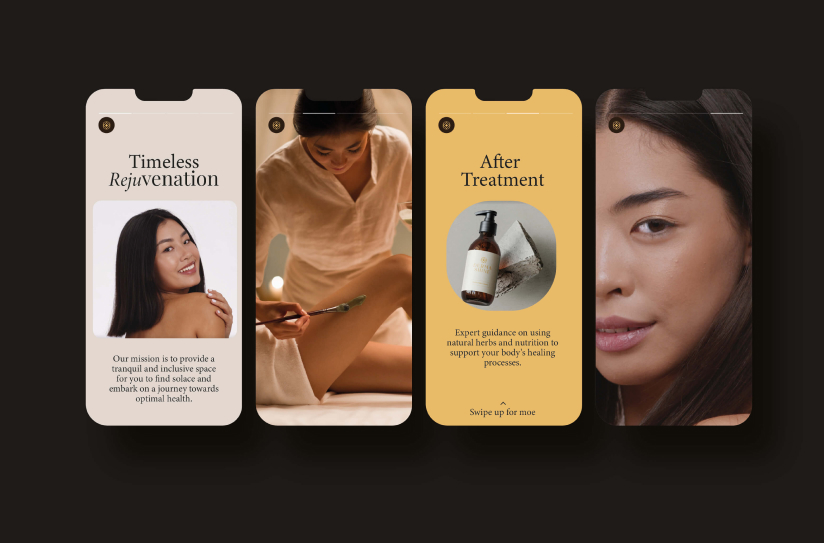 Timeless
Rejuvenation
Our mission is to provide a
tranquil and inclusive space
for you to find solace and
embark on a journey towards
optimal health.
After
Treatment
Expert guidance on using
natural herbs and nutrition to
support your body's healing
processes.
Swipe up for moe